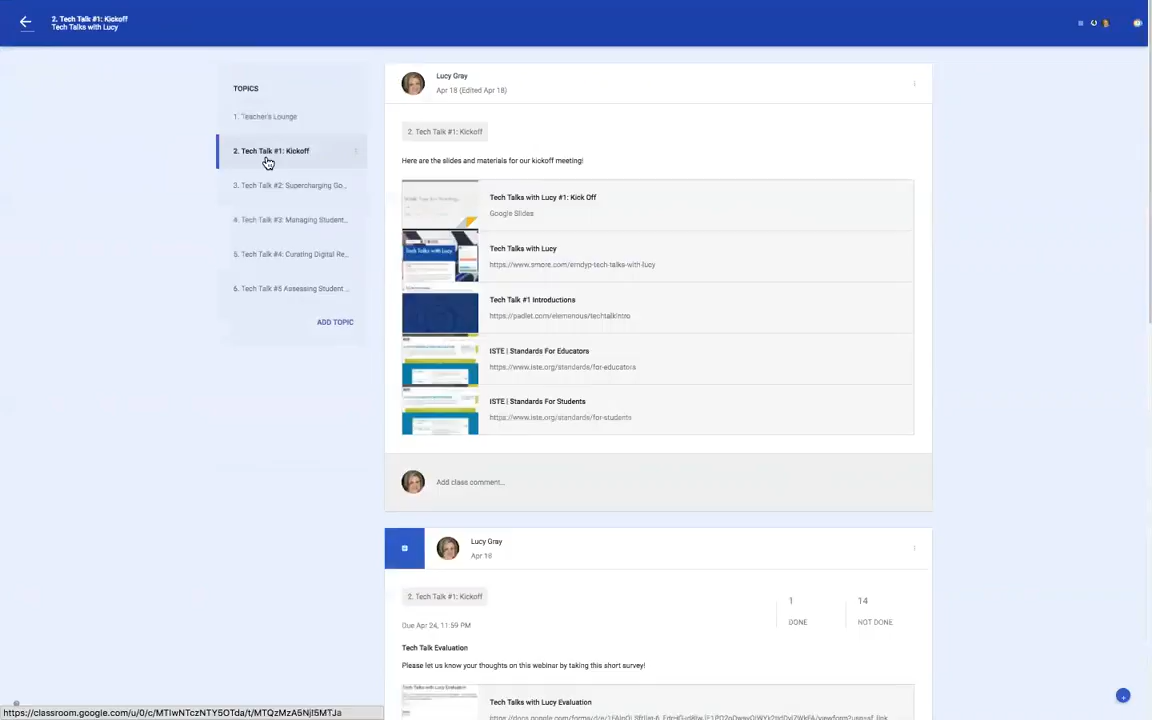 2. Tech Talk #1: Kickoff
Tech Talks with Lucy
TOPICS
1. Teacher's Lounge
2. Tech Talk #1: Kickoff
3. Tech Talk #2: Supercharging Go...
4. Tech Talk #3: Managing Student...
5. Tech Talk #4: Curating Digital Re...
6. Tech Talk #5 Assessing Student ...
ADD TOPIC
Lucy Gray
Apr 18 (Edited Apr 18)
2. Tech Talk #1: Kickoff
Here are the slides and materials for our kickoff meeting!
Tech Talks with Lucy #1: Kick Off
Google Slides
Tech Talks with Lucy
https://www.smore.com/emdyp-tech-talks-with-lucy
Tech Talk #1 Introductions
https://padlet.com/elemenous/techtalkintro
ISTE | Standards For Educators
https://www.iste.org/standards/for-educators
ISTE | Standards For Students
https://www.iste.org/standards/for-students
Add class comment...
Lucy Gray
Apr 18
2. Tech Talk #1: Kickoff
1
DONE
14
NOT DONE
Due Apr 24, 11:59 PM
Tech Talk Evaluation
Please let us know your thoughts on this webinar by taking this short survey!
Tech Talks with Lucy Evaluation